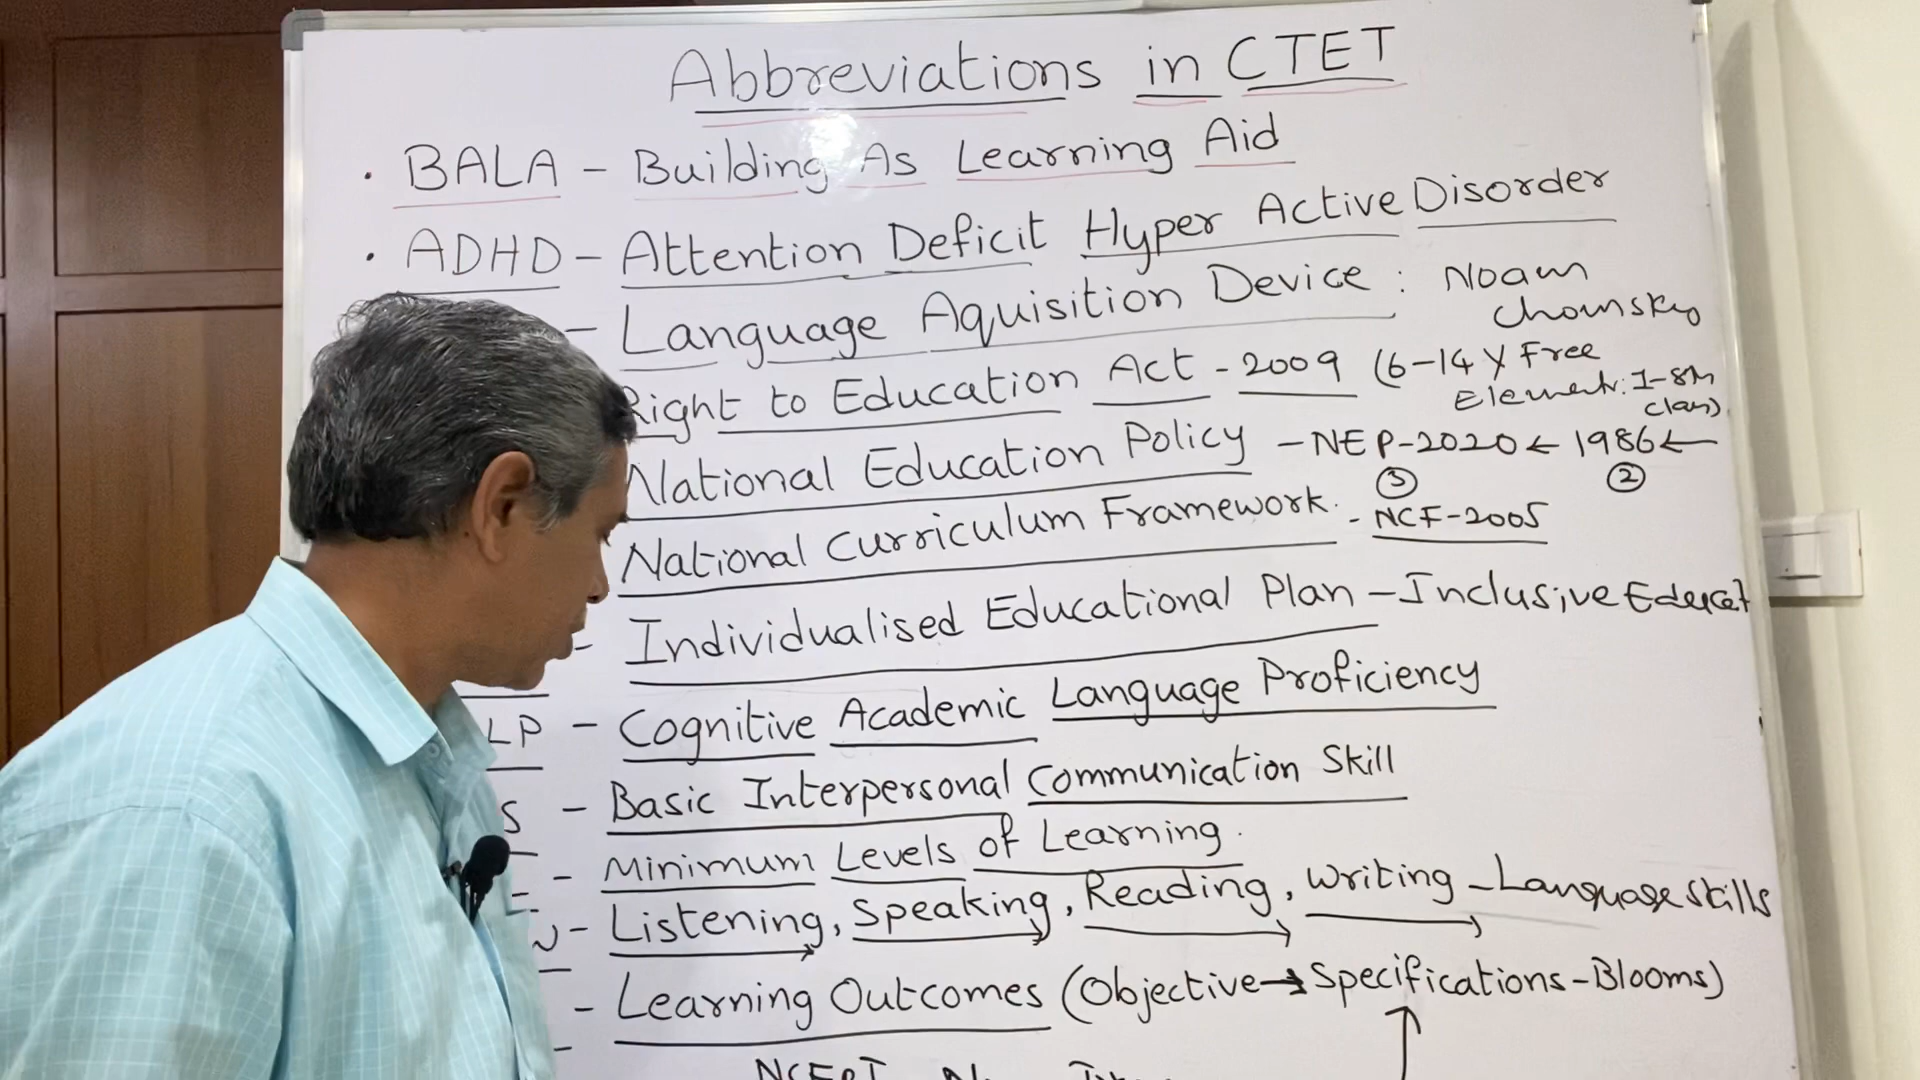 Abbreviations in CTET
. BALA - Building As Learning Aid
. ADHD - Attention Deficit Hyper Active Disorder
- Language Aquisition Device : Noam Chomsky
Right to Education Act - 2009 (6-14 Y Free
Element: I-8th
class)
National Education Policy - NEP-2020 ← 1986 ←
③ ②
National Curriculum Framework. - NCF-2005
- Individualised Educational Plan - Inclusive Educat
LP - Cognitive Academic Language Proficiency
S - Basic Interpersonal Communication Skill
- Minimum Levels of Learning.
W - Listening, Speaking, Reading, Writing - Language Skills
- Learning Outcomes (Objective → Specifications - Blooms)
NCERT